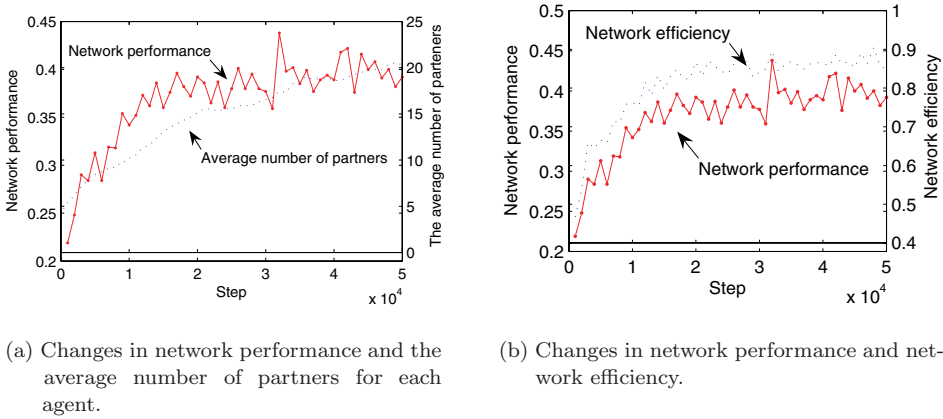 0.45
0.4
0.35
0.3
0.25
0.2
Network performance
Network performance
Average number of partners
25
20
15
10
5
0
The average number of parteners
0 1 2 3 4 5
Step
x 10^4
(a) Changes in network performance and the
average number of partners for each
agent.
0.5
0.45
0.4
0.35
0.3
0.25
0.2
Network performance
Network efficiency
Network performance
1
0.9
0.8
0.7
0.6
0.5
0.4
Network efficiency
0 1 2 3 4 5
Step
x 10^4
(b) Changes in network performance and net-
work efficiency.